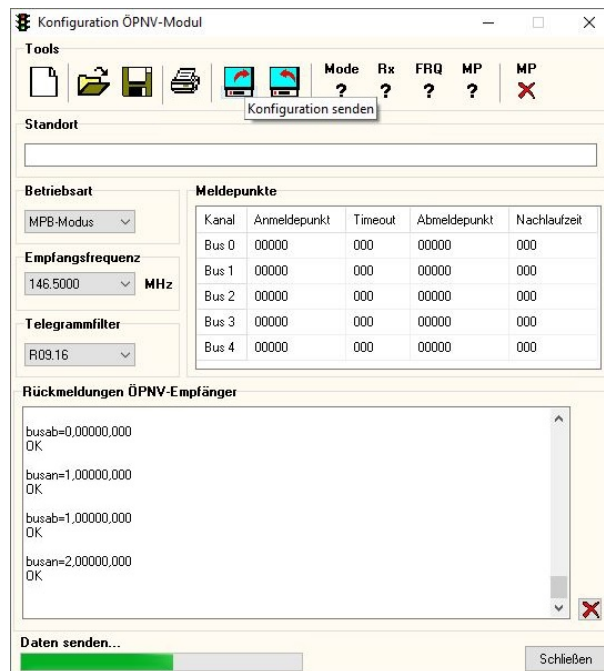 Konfiguration ÖPNV-Modul
Tools
Mode Rx FRQ MP MP
? ? ? ?
Konfiguration senden
Standort
Betriebsart
MPB-Modus
Empfangsfrequenz
146.5000 MHz
Telegrammfilter
R09.16
Meldepunkte
Kanal Anmeldepunkt Timeout Abmeldepunkt Nachlaufzeit
Bus 0 00000 000 00000 000
Bus 1 00000 000 00000 000
Bus 2 00000 000 00000 000
Bus 3 00000 000 00000 000
Bus 4 00000 000 00000 000
Rückmeldungen ÖPNV-Empfänger
busab=0,00000,000
OK
busan=1,00000,000
OK
busab=1,00000,000
OK
busan=2,00000,000
OK
Daten senden...
Schließen